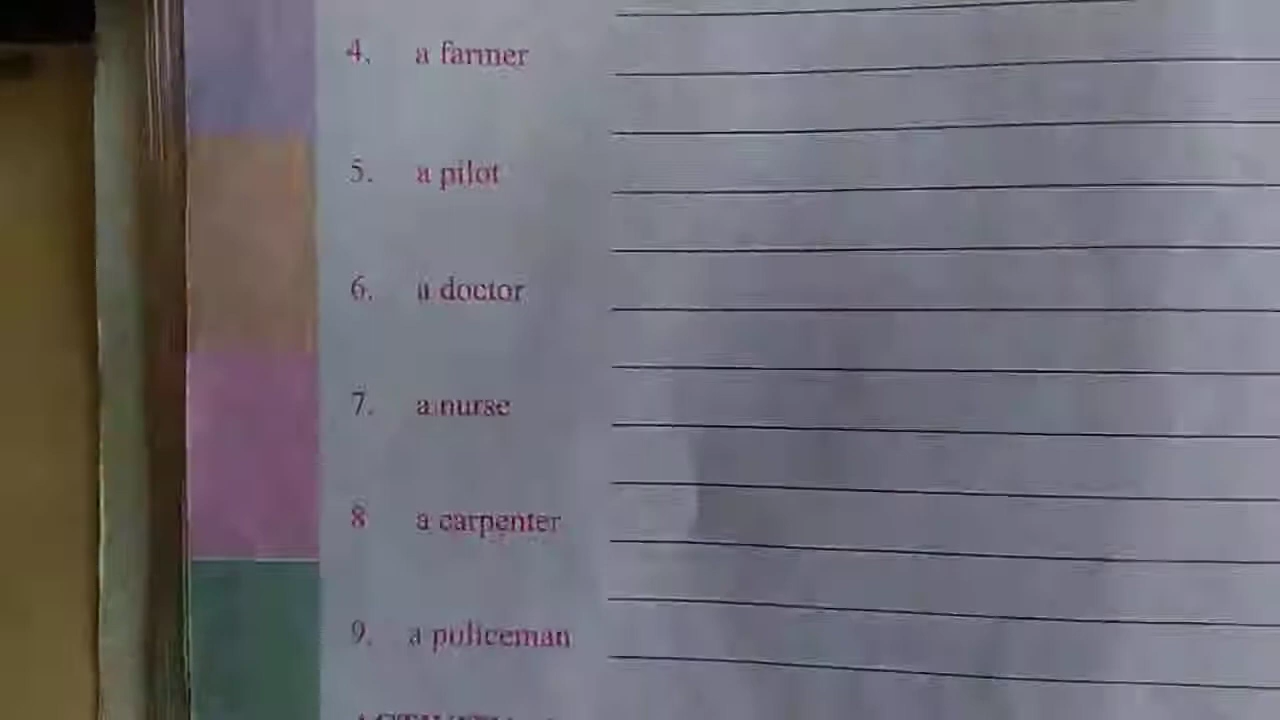 4. a farmer
5. a pilot
6. a doctor
7. a nurse
8 a carpenter
9. a policeman